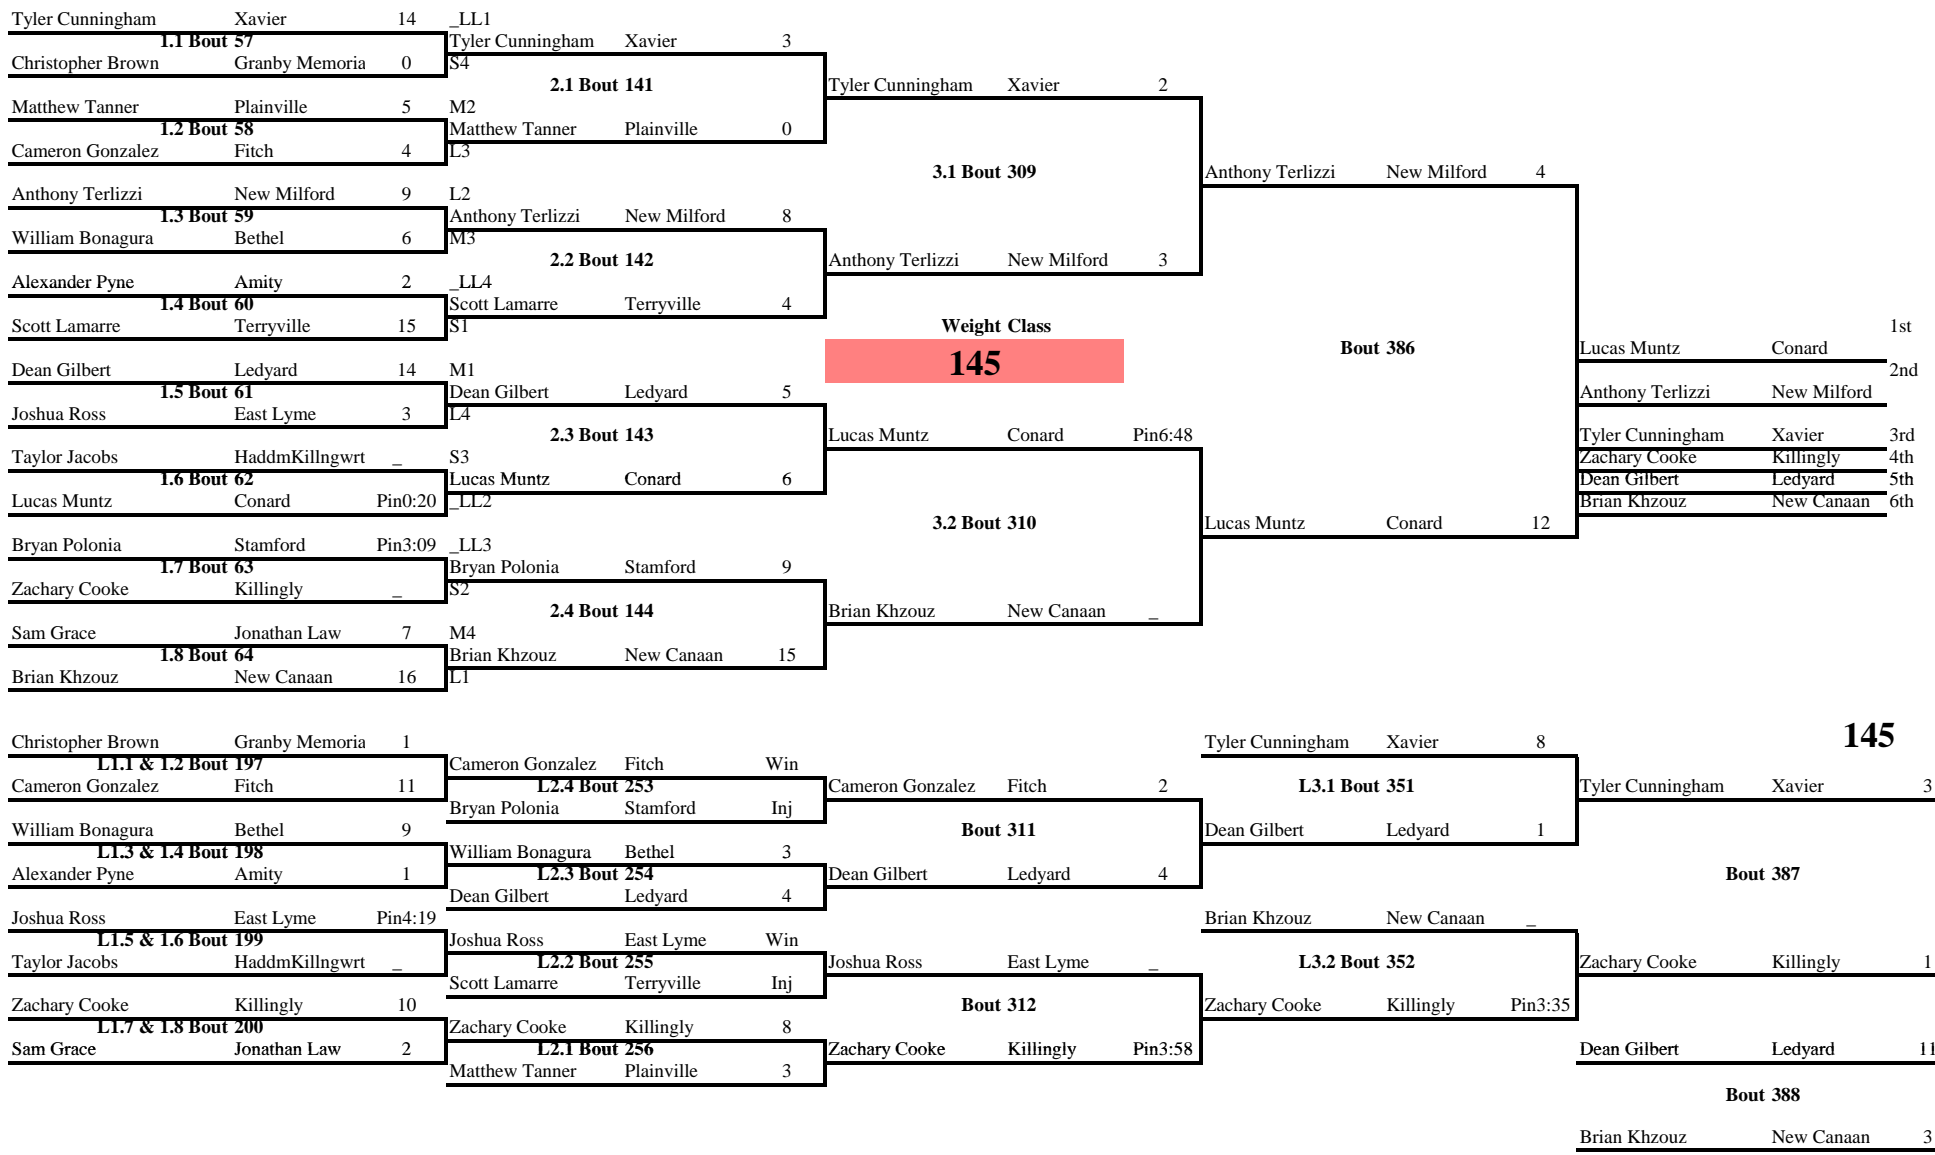 Tyler Cunningham Xavier 14 _LL1
1.1 Bout 57 Tyler Cunningham Xavier 3
Christopher Brown Granby Memoria 0 S4
2.1 Bout 141 Tyler Cunningham Xavier 2
Matthew Tanner Plainville 5 M2
1.2 Bout 58 Matthew Tanner Plainville 0
Cameron Gonzalez Fitch 4 L3
3.1 Bout 309 Anthony Terlizzi New Milford 4
Anthony Terlizzi New Milford 9 L2
1.3 Bout 59 Anthony Terlizzi New Milford 8
William Bonagura Bethel 6 M3
2.2 Bout 142 Anthony Terlizzi New Milford 3
Alexander Pyne Amity 2 _LL4
1.4 Bout 60 Scott Lamarre Terryville 4
Scott Lamarre Terryville 15 S1 Weight Class 1st
Bout 386 Lucas Muntz Conard
145
Dean Gilbert Ledyard 14 M1 2nd
1.5 Bout 61 Dean Gilbert Ledyard 5 Anthony Terlizzi New Milford
Joshua Ross East Lyme 3 L4
2.3 Bout 143 Lucas Muntz Conard Pin6:48 Tyler Cunningham Xavier 3rd
Taylor Jacobs HaddmKillngwrt _ S3 Zachary Cooke Killingly 4th
1.6 Bout 62 Lucas Muntz Conard 6 Dean Gilbert Ledyard 5th
Lucas Muntz Conard Pin0:20 _LL2 Brian Khzouz New Canaan 6th
3.2 Bout 310 Lucas Muntz Conard 12
Bryan Polonia Stamford Pin3:09 _LL3
1.7 Bout 63 Bryan Polonia Stamford 9
Zachary Cooke Killingly _ S2
2.4 Bout 144 Brian Khzouz New Canaan _
Sam Grace Jonathan Law 7 M4
1.8 Bout 64 Brian Khzouz New Canaan 15
Brian Khzouz New Canaan 16 L1
145
Christopher Brown Granby Memoria 1 Tyler Cunningham Xavier 8
L1.1 & 1.2 Bout 197 Cameron Gonzalez Fitch Win
Cameron Gonzalez Fitch 11 L2.4 Bout 253 Cameron Gonzalez Fitch 2 L3.1 Bout 351 Tyler Cunningham Xavier 3
Bryan Polonia Stamford Inj
William Bonagura Bethel 9 Bout 311 Dean Gilbert Ledyard 1
L1.3 & 1.4 Bout 198 William Bonagura Bethel 3
Alexander Pyne Amity 1 L2.3 Bout 254 Dean Gilbert Ledyard 4 Bout 387
Dean Gilbert Ledyard 4
Joshua Ross East Lyme Pin4:19 Brian Khzouz New Canaan _
L1.5 & 1.6 Bout 199 Joshua Ross East Lyme Win
Taylor Jacobs HaddmKillngwrt _ L2.2 Bout 255 Joshua Ross East Lyme _ L3.2 Bout 352 Zachary Cooke Killingly 1
Scott Lamarre Terryville Inj
Zachary Cooke Killingly 10 Bout 312 Zachary Cooke Killingly Pin3:35
L1.7 & 1.8 Bout 200 Zachary Cooke Killingly 8
Sam Grace Jonathan Law 2 L2.1 Bout 256 Zachary Cooke Killingly Pin3:58 Dean Gilbert Ledyard 11
Matthew Tanner Plainville 3
Bout 388
Brian Khzouz New Canaan 3